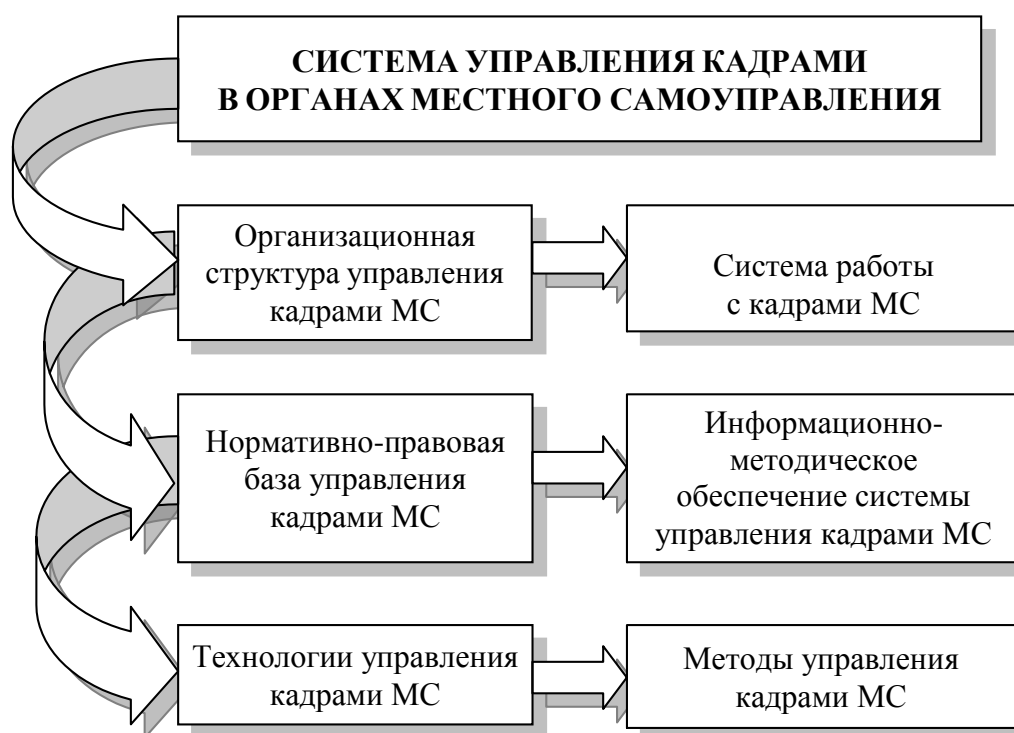 СИСТЕМА УПРАВЛЕНИЯ КАДРАМИ
В ОРГАНАХ МЕСТНОГО САМОУПРАВЛЕНИЯ
Организационная
структура управления
кадрами МС
Система работы
с кадрами МС
Нормативно-правовая
база управления
кадрами МС
Информационно-
методическое
обеспечение системы
управления кадрами МС
Технологии управления
кадрами МС
Методы управления
кадрами МС